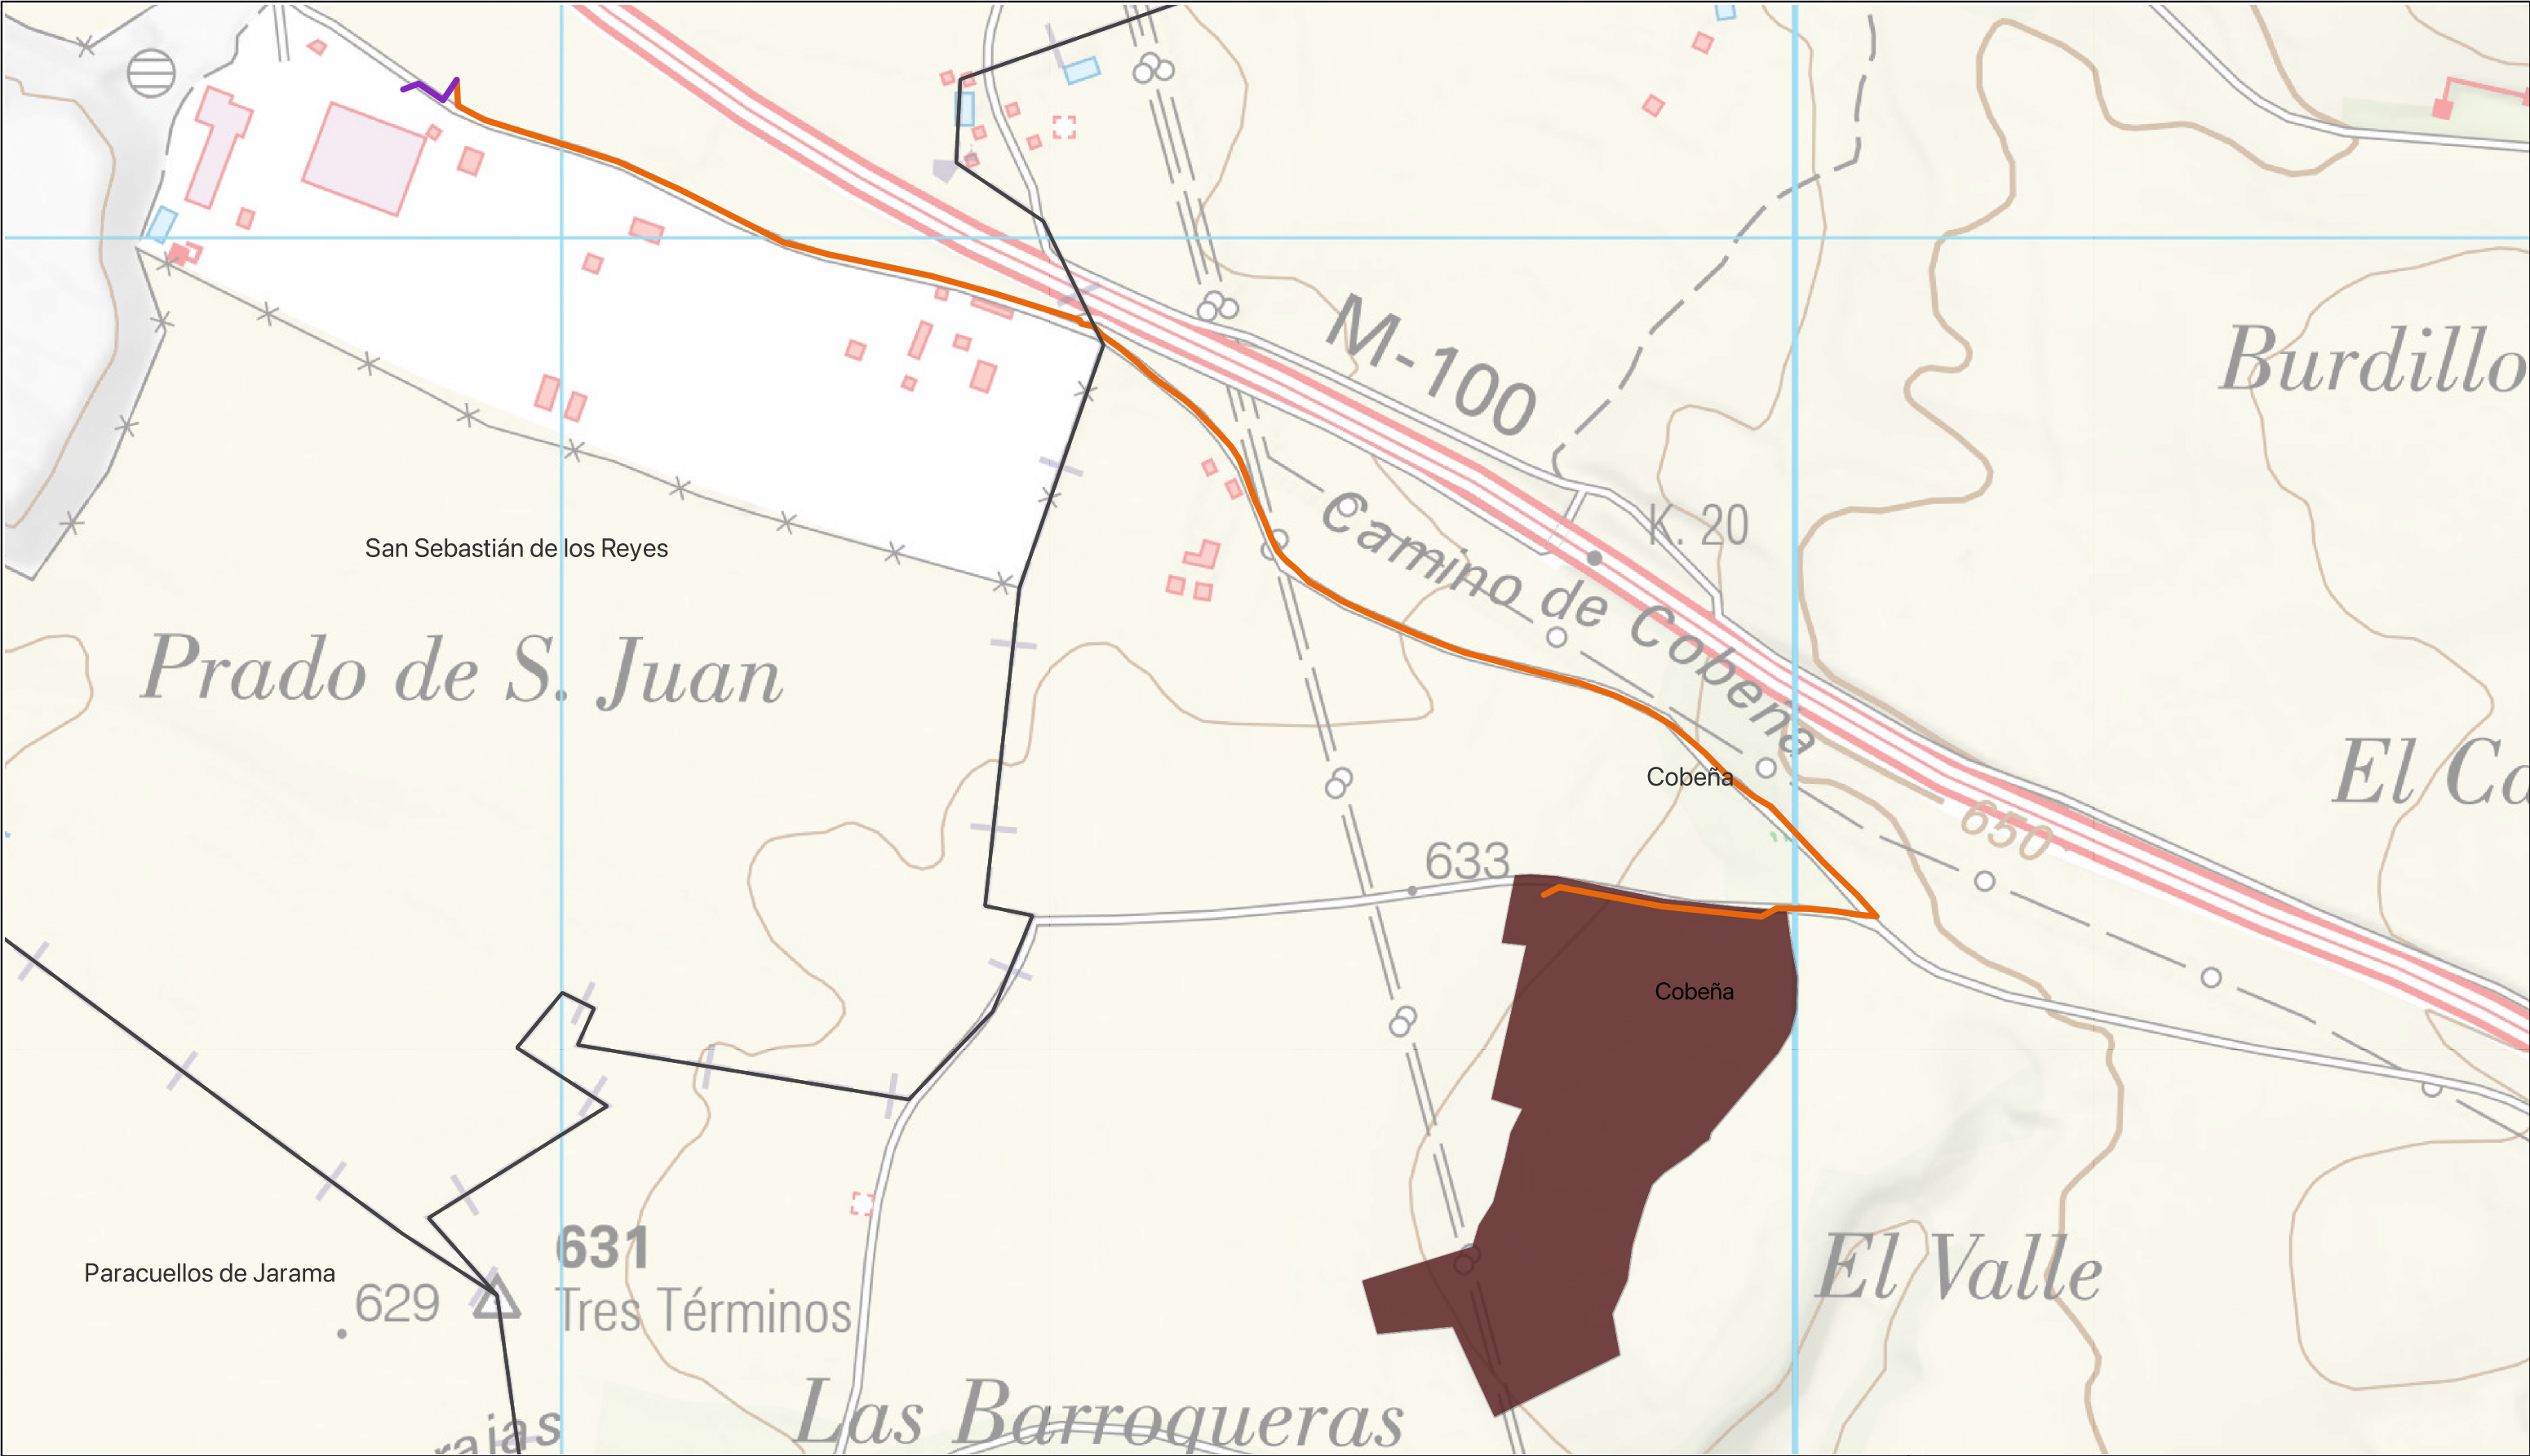 M-100
Burdillo
K. 20
Camino de Cobeña
San Sebastián de los Reyes
Prado de S. Juan
Cobeña
El Ca
650
633
Cobeña
631
El Valle
Paracuellos de Jarama
629
Tres Términos
Las Barroqueras
rajas